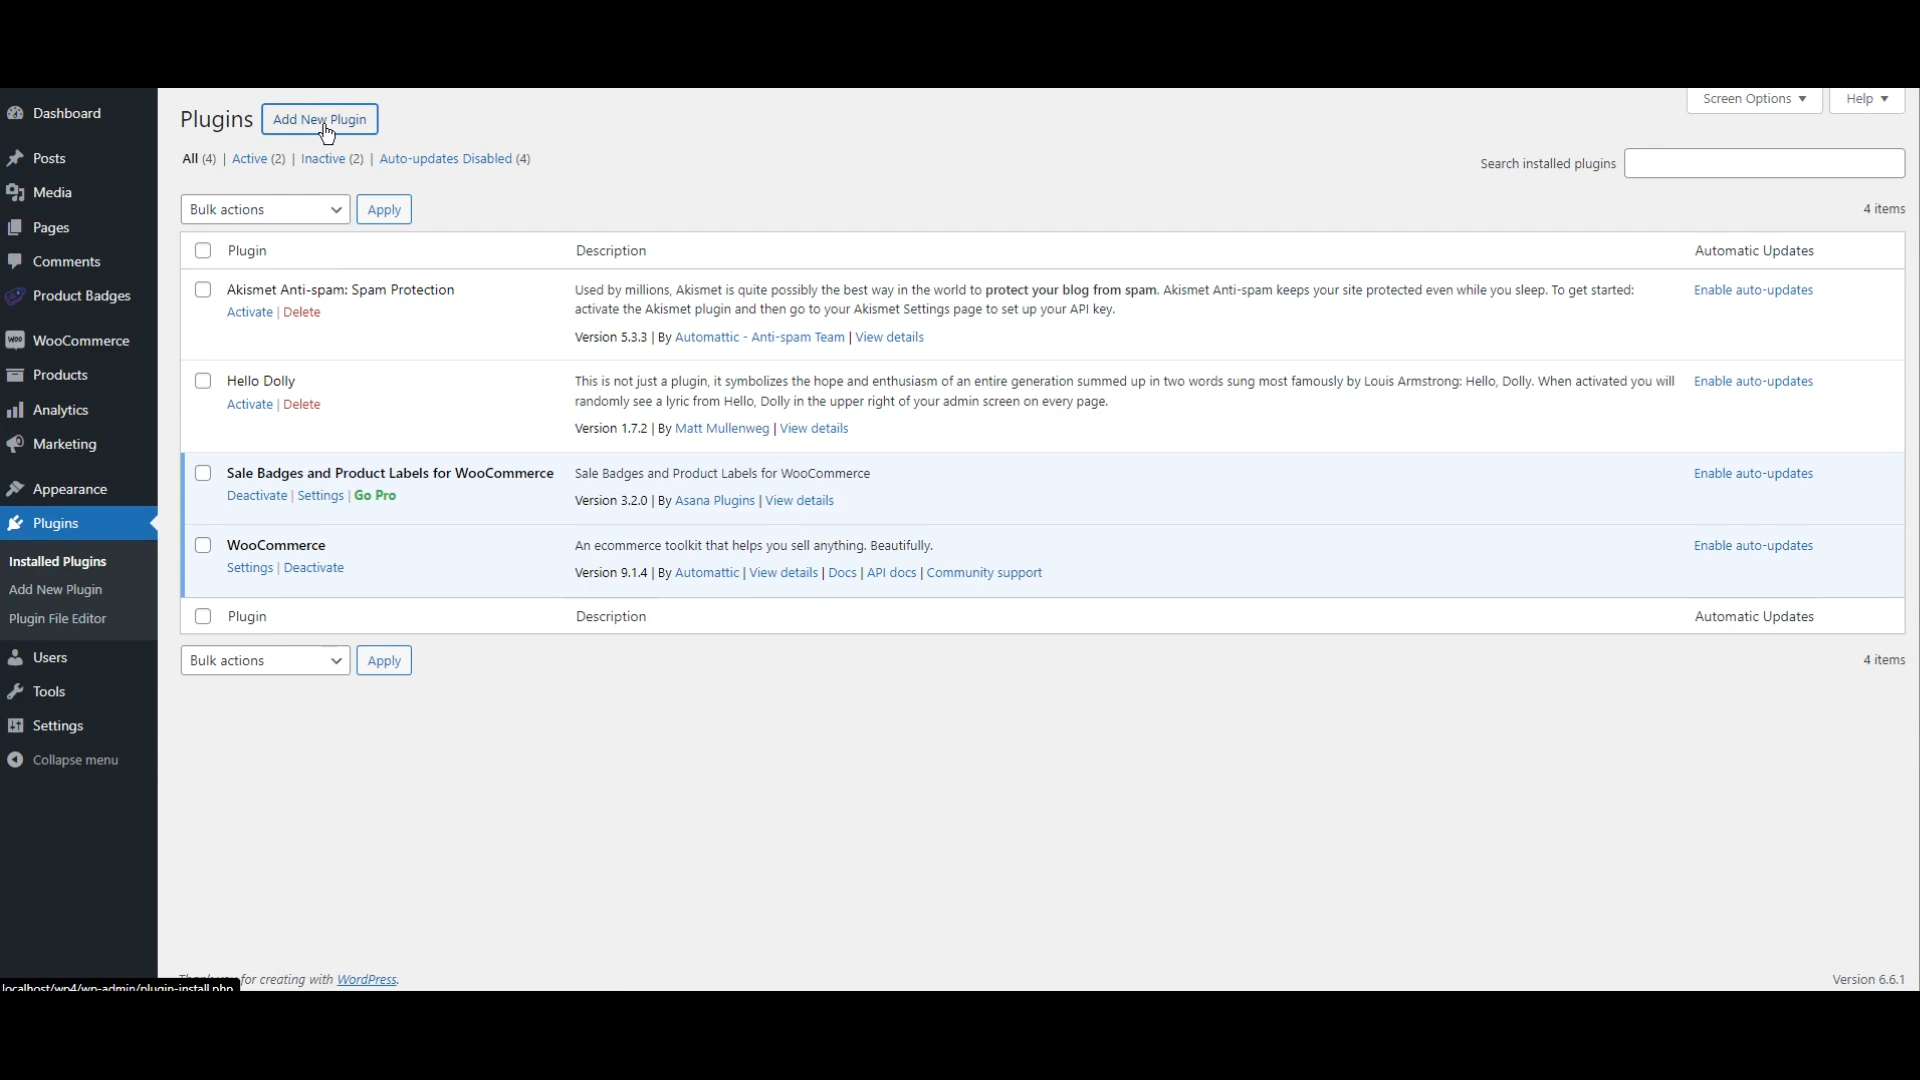 Dashboard
Posts
Media
Pages
Comments
Product Badges
WooCommerce
Products
Analytics
Marketing
Appearance
Plugins
Installed Plugins
Add New Plugin
Plugin File Editor
Users
Tools
Settings
Collapse menu
Plugins Add New Plugin
Screen Options Help
All (4) | Active (2) | Inactive (2) | Auto-updates Disabled (4)
Search installed plugins
Bulk actions Apply
4 items
Plugin Description Automatic Updates
Akismet Anti-spam: Spam Protection
Activate | Delete
Used by millions, Akismet is quite possibly the best way in the world to protect your blog from spam. Akismet Anti-spam keeps your site protected even while you sleep. To get started:
activate the Akismet plugin and then go to your Akismet Settings page to set up your API key.
Version 5.3.3 | By Automattic - Anti-spam Team | View details
Enable auto-updates
Hello Dolly
Activate | Delete
This is not just a plugin, it symbolizes the hope and enthusiasm of an entire generation summed up in two words sung most famously by Louis Armstrong: Hello, Dolly. When activated you will
randomly see a lyric from Hello, Dolly in the upper right of your admin screen on every page.
Version 1.7.2 | By Matt Mullenweg | View details
Enable auto-updates
Sale Badges and Product Labels for WooCommerce
Deactivate | Settings | Go Pro
Sale Badges and Product Labels for WooCommerce
Version 3.2.0 | By Asana Plugins | View details
Enable auto-updates
WooCommerce
Settings | Deactivate
An ecommerce toolkit that helps you sell anything. Beautifully.
Version 9.1.4 | By Automattic | View details | Docs | API docs | Community support
Enable auto-updates
Plugin Description Automatic Updates
Bulk actions Apply
4 items
for creating with WordPress.
Version 6.6.1
localhost/wp4/wp-admin/plugin-install.php